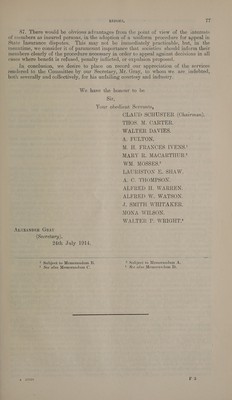 REPORT. 77
87. There would be obvious advantages from the point of view of the interests
of members as insured persons, in the adoption of a uniform procedure for appeal in
State Insurance disputes. This may not be immediately practicable, but, in the
meantime, we consider it of paramount importance that societies should inform their
members clearly of the procedure necessary in order to appeal against decisions in all
cases where benefit is refused, penalty inflicted, or expulsion proposed.
In conclusion, we desire to place on record our appreciation of the services
rendered to the Committee by our Secretary, Mr. Gray, to whom we are indebted,
both severally and collectively, for his unfailing courtesy and industry.
We have the honour to be
Sir,
Your obedient Servants,
CLAUD SCHUSTER (Chairman).
THOS. M. CARTER.
WALTER DAVIES.
A. FULTON.
M. H. FRANCES IVENS.
MARY R. MACARTHUR.
WM. MOSSES.
LAURISTON E. SHAW.
A. C. THOMPSON.
ALFRED H. WARREN.
ALFRED W. WATSON.
J. SMITH WHITAKER.
MONA WILSON.
WALTER P. WRIGHT.
ALEXANDER GRAY
(Secretary),
24th July 1914.
Subject to Memorandum B.
See also Memorandum C.
Subject to Memorandum A.
See also Memorandum D.